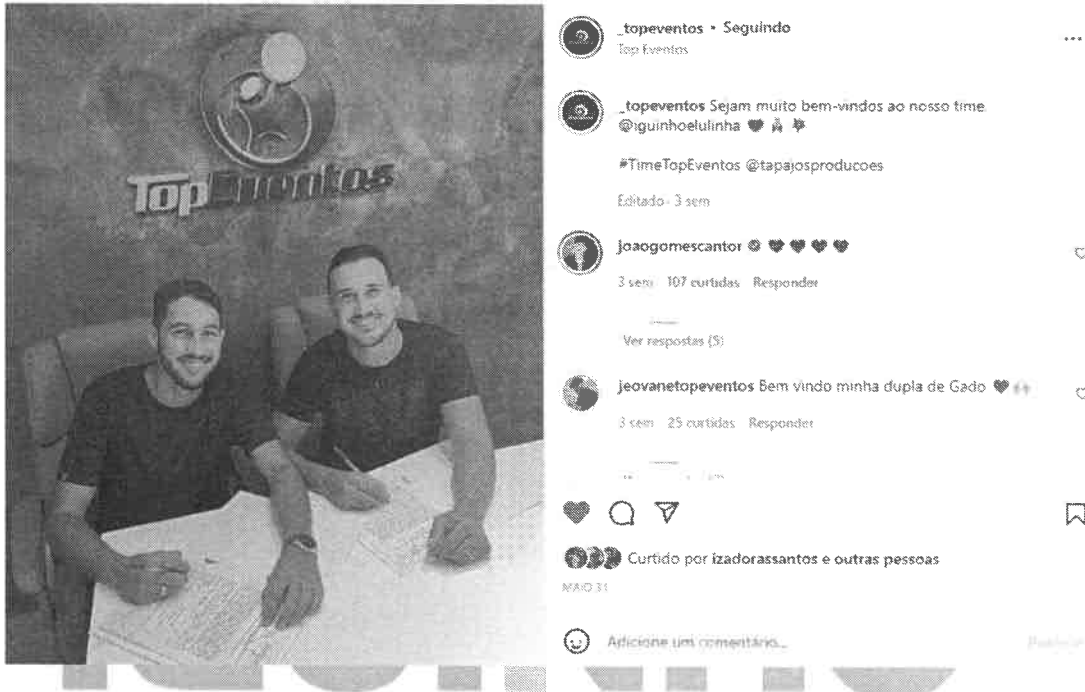 TopEventos
_topeventos • Seguindo
Top Eventos
_topeventos Sejam muito bem-vindos ao nosso time.
@iguinhoelulinha
#TimeTopEventos @tapajosproducoes
Editado · 3 sem
joaogomescantor
3 sem 107 curtidas Responder
Ver respostas (5)
jeovanetopeventos Bem vindo minha dupla de Gado
3 sem 25 curtidas Responder
Curtido por izadorassantos e outras pessoas
MAIO 31
Adicione um comentário...